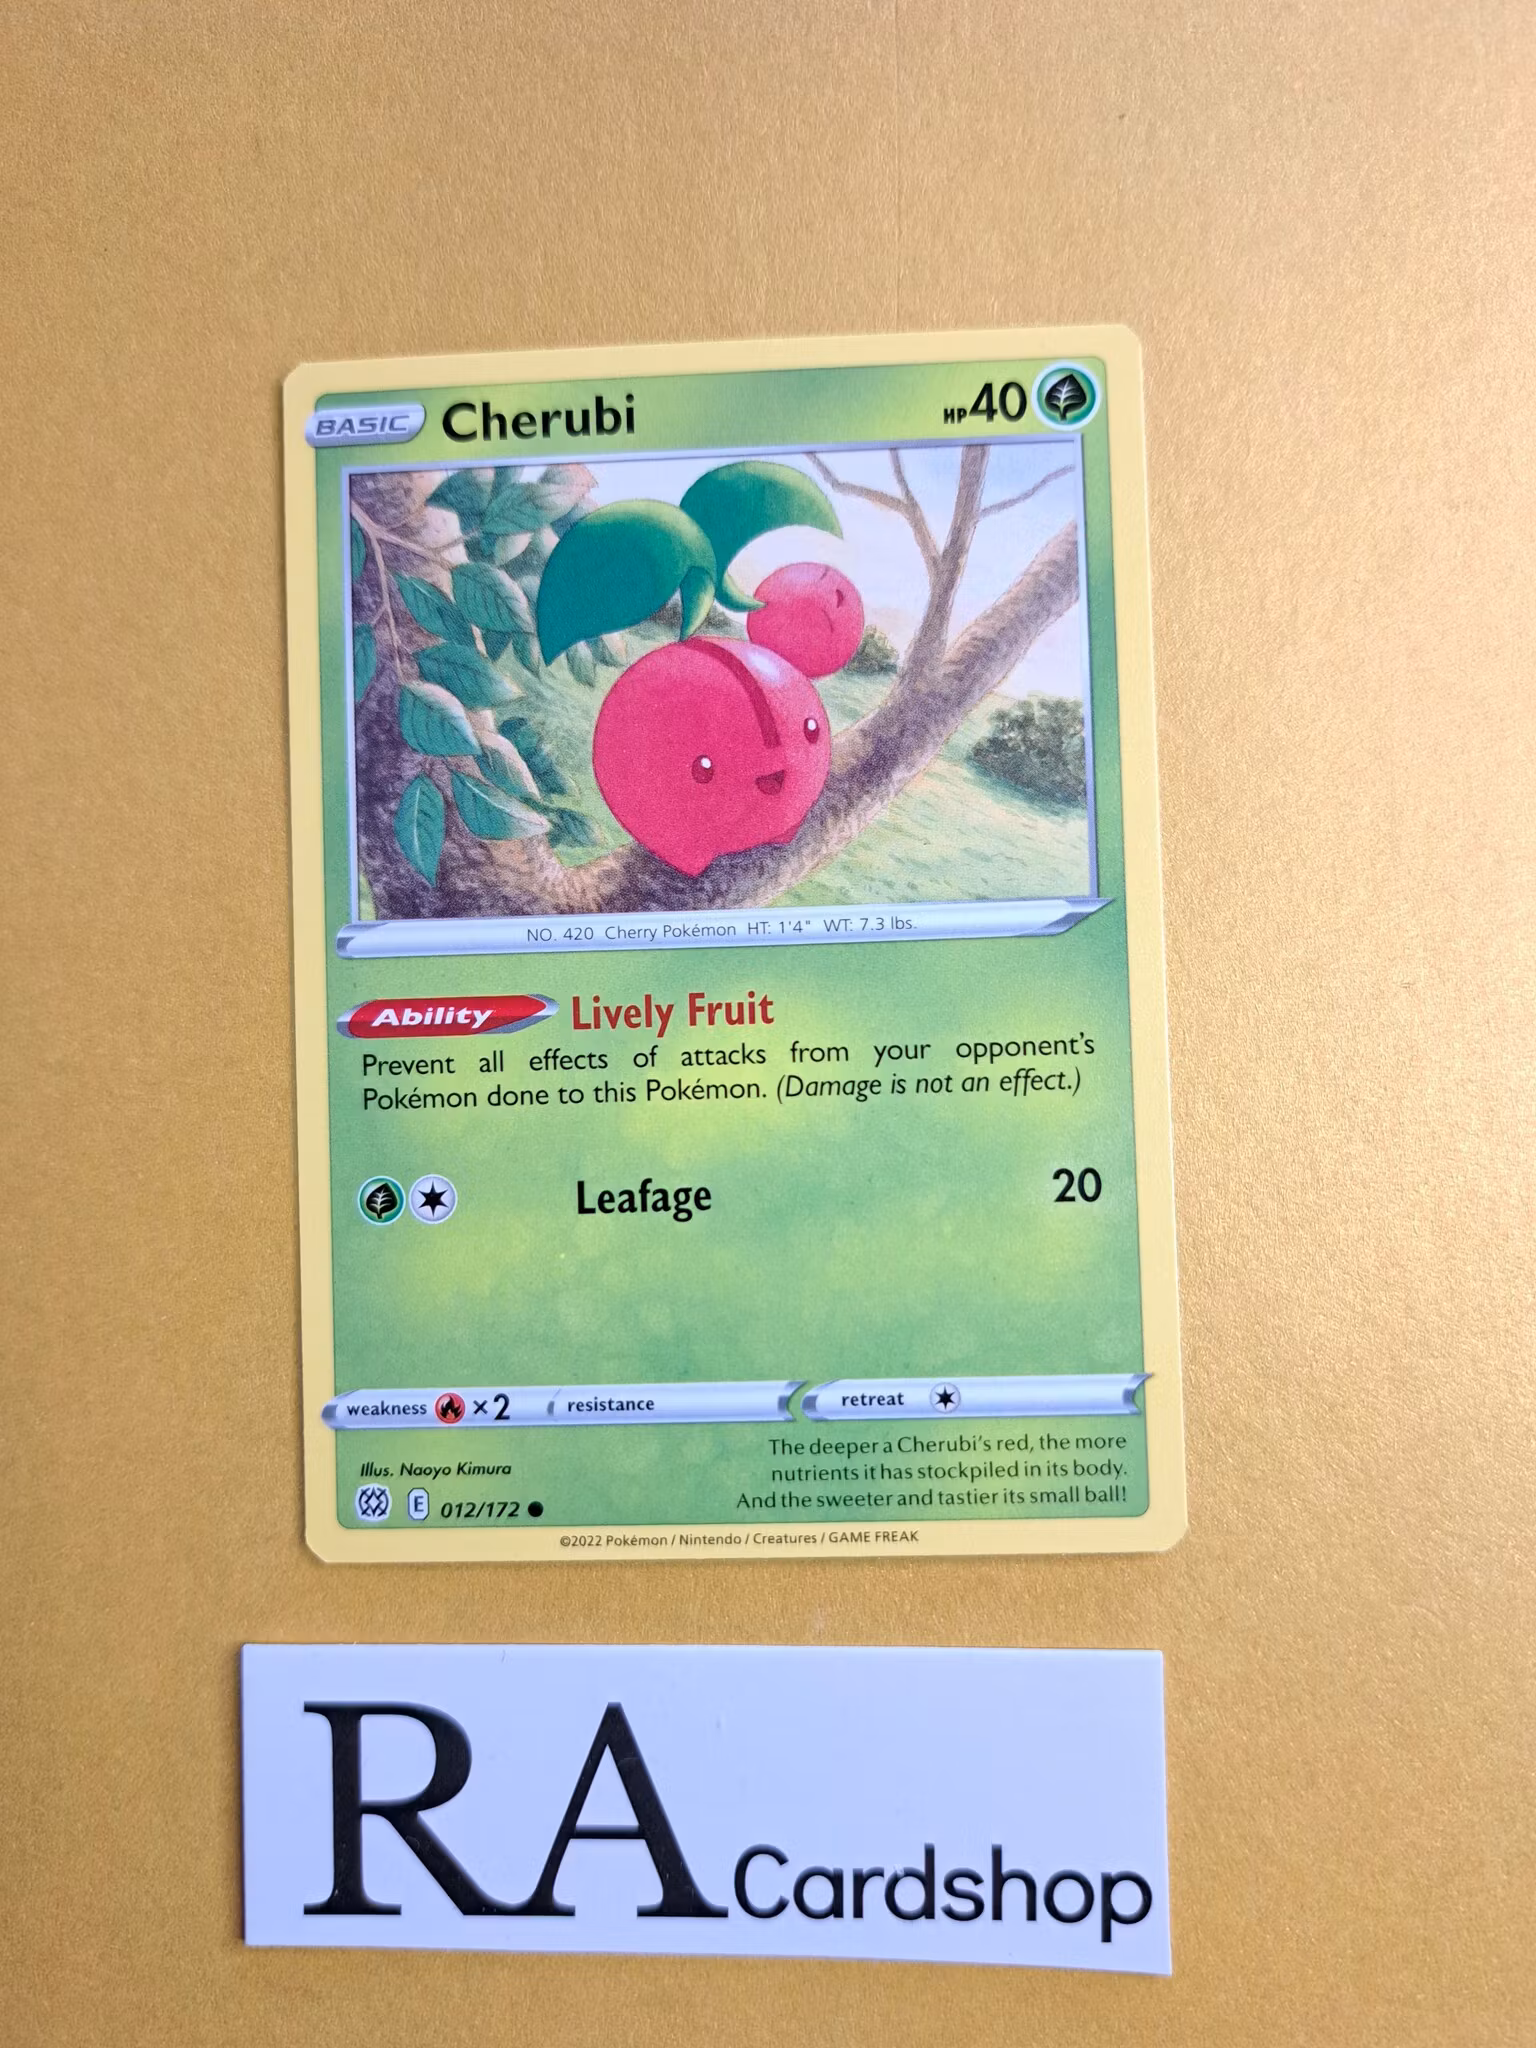 BASIC Cherubi HP 40
NO. 420 Cherry Pokémon HT: 1'4" WT: 7.3 lbs.
Ability Lively Fruit
Prevent all effects of attacks from your opponent's
Pokémon done to this Pokémon. (Damage is not an effect.)
Leafage 20
weakness ×2 resistance retreat
The deeper a Cherubi's red, the more
nutrients it has stockpiled in its body.
And the sweeter and tastier its small ball!
Illus. Naoyo Kimura
E 012/172
©2022 Pokémon / Nintendo / Creatures / GAME FREAK
RA Cardshop